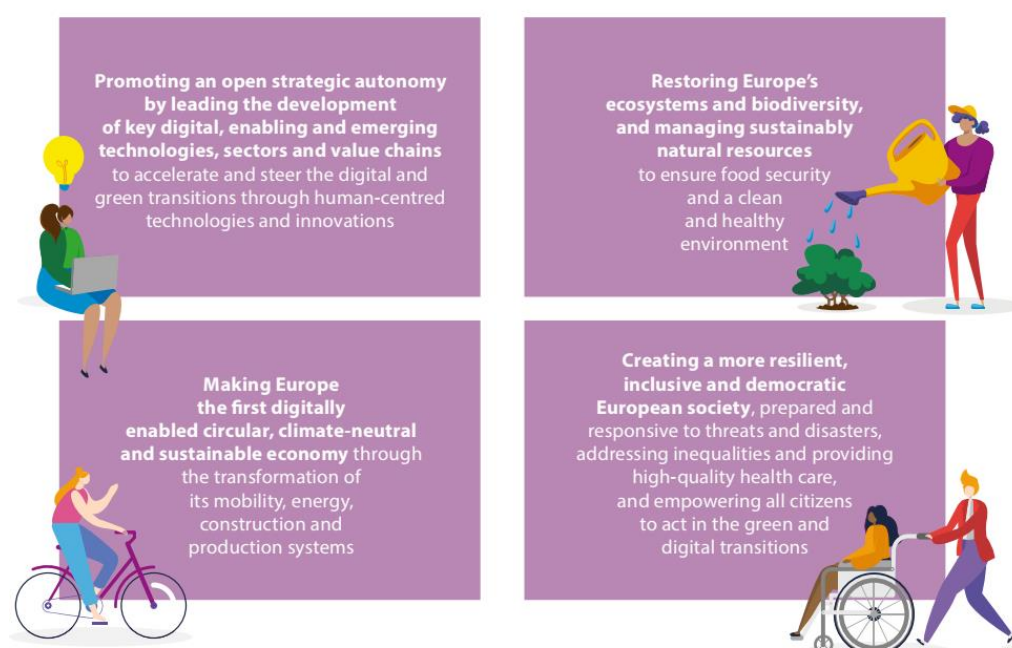 Promoting an open strategic autonomy
by leading the development
of key digital, enabling and emerging
technologies, sectors and value chains
to accelerate and steer the digital and
green transitions through human-centred
technologies and innovations
Restoring Europe’s
ecosystems and biodiversity,
and managing sustainably
natural resources
to ensure food security
and a clean
and healthy
environment
Making Europe
the first digitally
enabled circular, climate-neutral
and sustainable economy through
the transformation of
its mobility, energy,
construction and
production systems
Creating a more resilient,
inclusive and democratic
European society, prepared and
responsive to threats and disasters,
addressing inequalities and providing
high-quality health care,
and empowering all citizens
to act in the green and
digital transitions